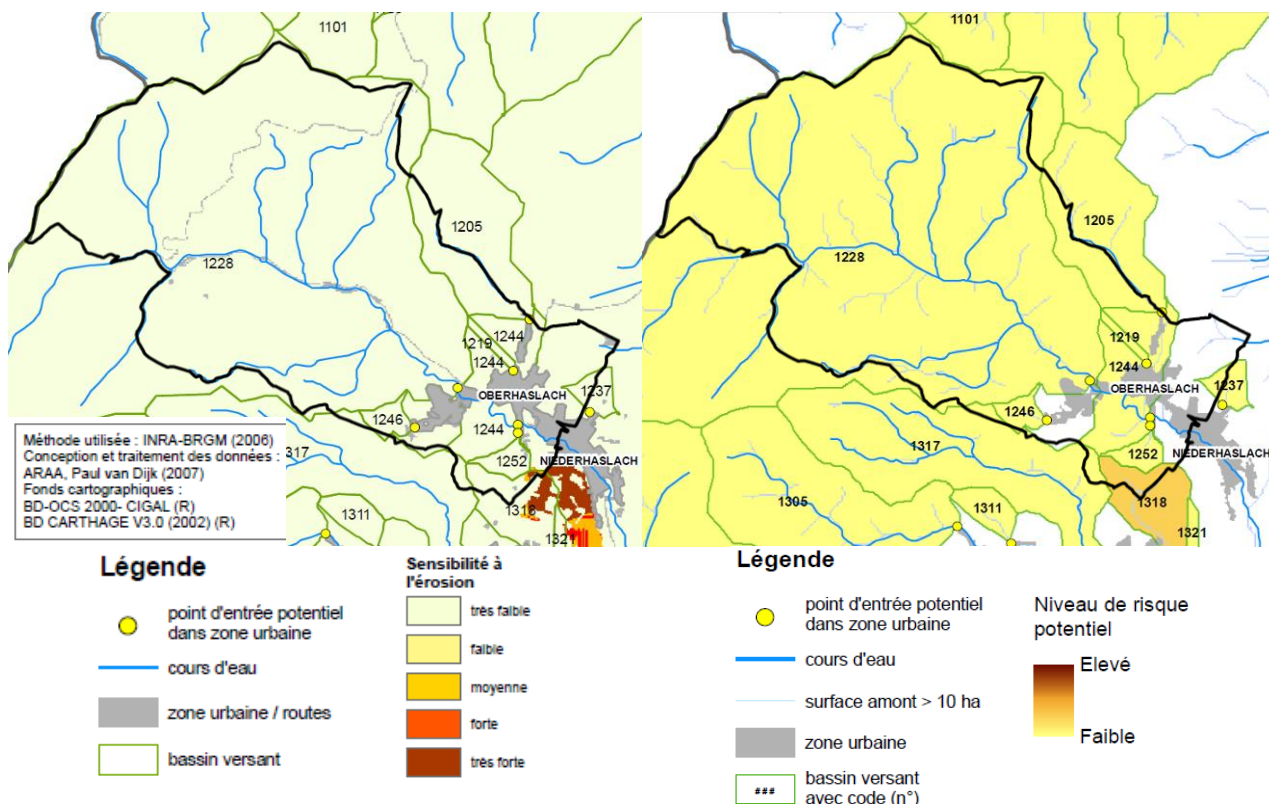 1101
1205
1228
1244
1219
1244
1237
OBERHASLACH
1246
1244
NIEDERHASLACH
1252
1317
1311
1318
1321
Méthode utilisée : INRA-BRGM (2006)
Conception et traitement des données :
ARAA, Paul van Dijk (2007)
Fonds cartographiques :
BD-OCS 2000- CIGAL (R)
BD CARTHAGE V3.0 (2002) (R)
Légende
point d'entrée potentiel
dans zone urbaine
cours d'eau
zone urbaine / routes
bassin versant
Sensibilité à
l'érosion
très faible
faible
moyenne
forte
très forte
1101
1205
1228
1219
1244
1237
OBERHASLACH
1246
1317
NIEDERHASLACH
1252
1305
1318
1311
1321
Légende
point d'entrée potentiel
dans zone urbaine
cours d'eau
surface amont > 10 ha
zone urbaine
###
bassin versant
avec code (n°)
Niveau de risque
potentiel
Elevé
Faible